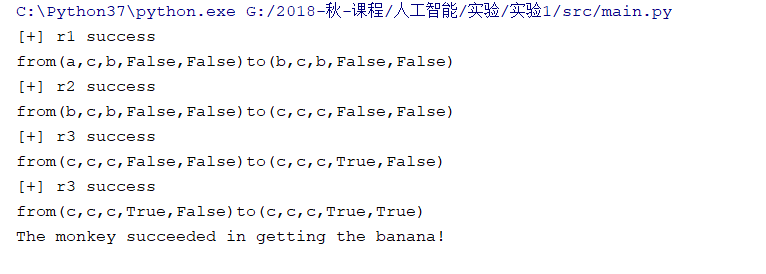 C:\Python37\python.exe G:/2018-秋-课程/人工智能/实验/实验1/src/main.py
[+] r1 success
from(a,c,b,False,False)to(b,c,b,False,False)
[+] r2 success
from(b,c,b,False,False)to(c,c,c,False,False)
[+] r3 success
from(c,c,c,False,False)to(c,c,c,True,False)
[+] r3 success
from(c,c,c,True,False)to(c,c,c,True,True)
The monkey succeeded in getting the banana!